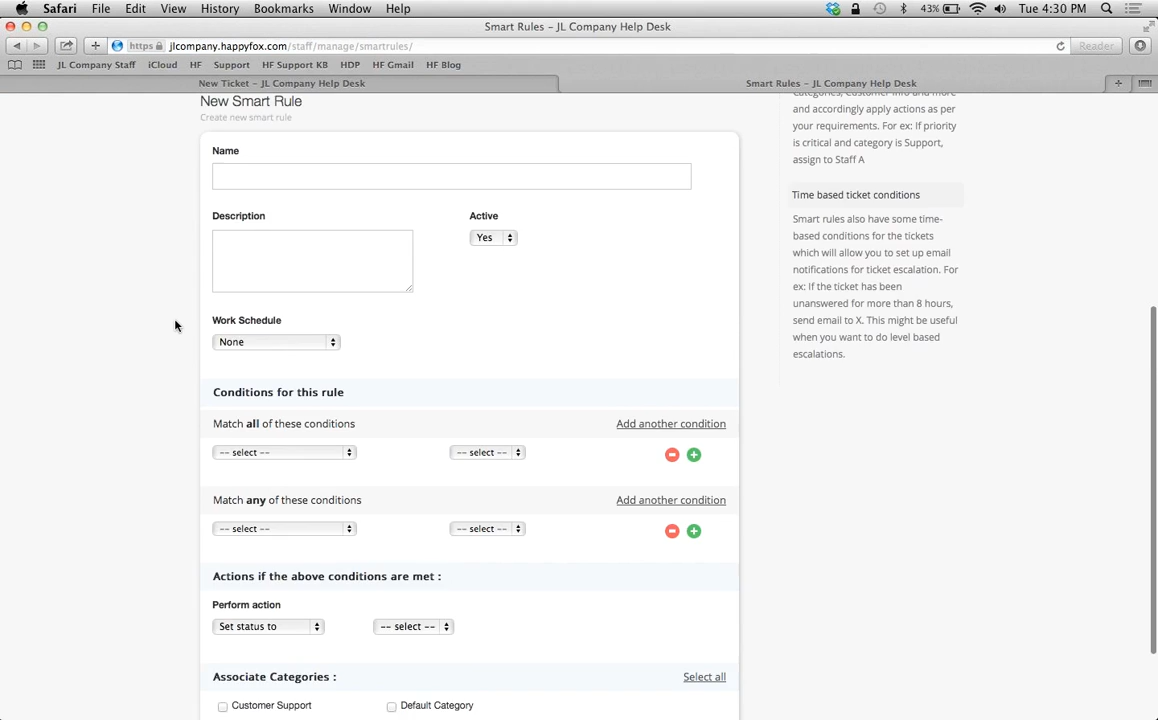 Safari File Edit View History Bookmarks Window Help 43% Tue 4:30 PM
Smart Rules – JL Company Help Desk
https jlcompany.happyfox.com/staff/manage/smartrules/ Reader
JL Company Staff iCloud HF Support HF Support KB HDP HF Gmail HF Blog
New Ticket – JL Company Help Desk Smart Rules – JL Company Help Desk
New Smart Rule
Create new smart rule
Name
Description Active
Yes
Work Schedule
None
Conditions for this rule
Match all of these conditions Add another condition
-- select -- -- select --
Match any of these conditions Add another condition
-- select -- -- select --
Actions if the above conditions are met :
Perform action
Set status to -- select --
Associate Categories : Select all
Customer Support Default Category
Categories, Customer info and more
and accordingly apply actions as per
your requirements. For ex: If priority
is critical and category is Support,
assign to Staff A
Time based ticket conditions
Smart rules also have some time-
based conditions for the tickets
which will allow you to set up email
notifications for ticket escalation. For
ex: If the ticket has been
unanswered for more than 8 hours,
send email to X. This might be useful
when you want to do level based
escalations.